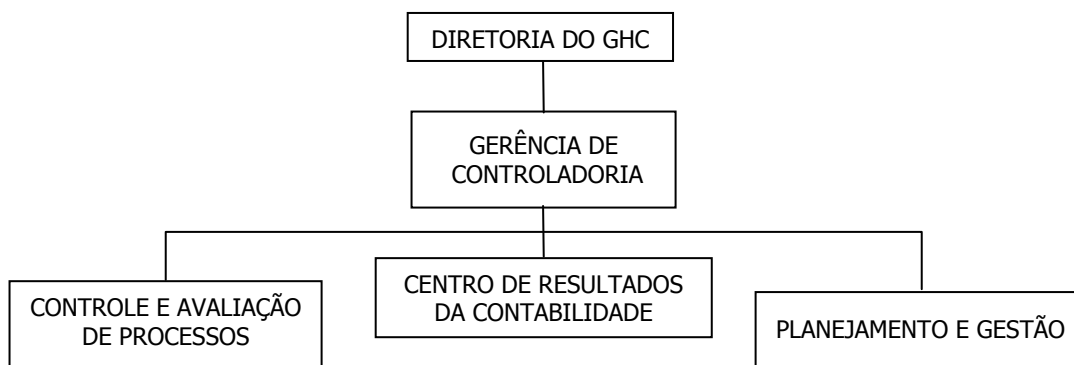 DIRETORIA DO GHC
GERÊNCIA DE
CONTROLADORIA
CONTROLE E AVALIAÇÃO
DE PROCESSOS
CENTRO DE RESULTADOS
DA CONTABILIDADE
PLANEJAMENTO E GESTÃO